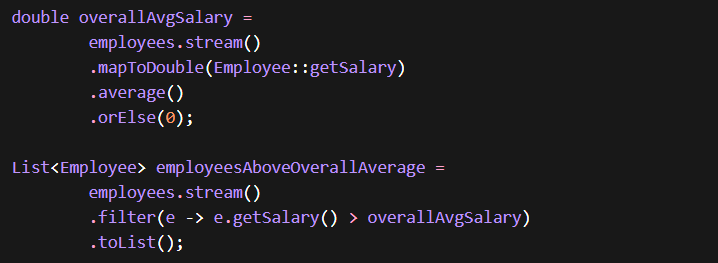 double overallAvgSalary =
        employees.stream()
        .mapToDouble(Employee::getSalary)
        .average()
        .orElse(0);

List<Employee> employeesAboveOverallAverage =
        employees.stream()
        .filter(e -> e.getSalary() > overallAvgSalary)
        .toList();